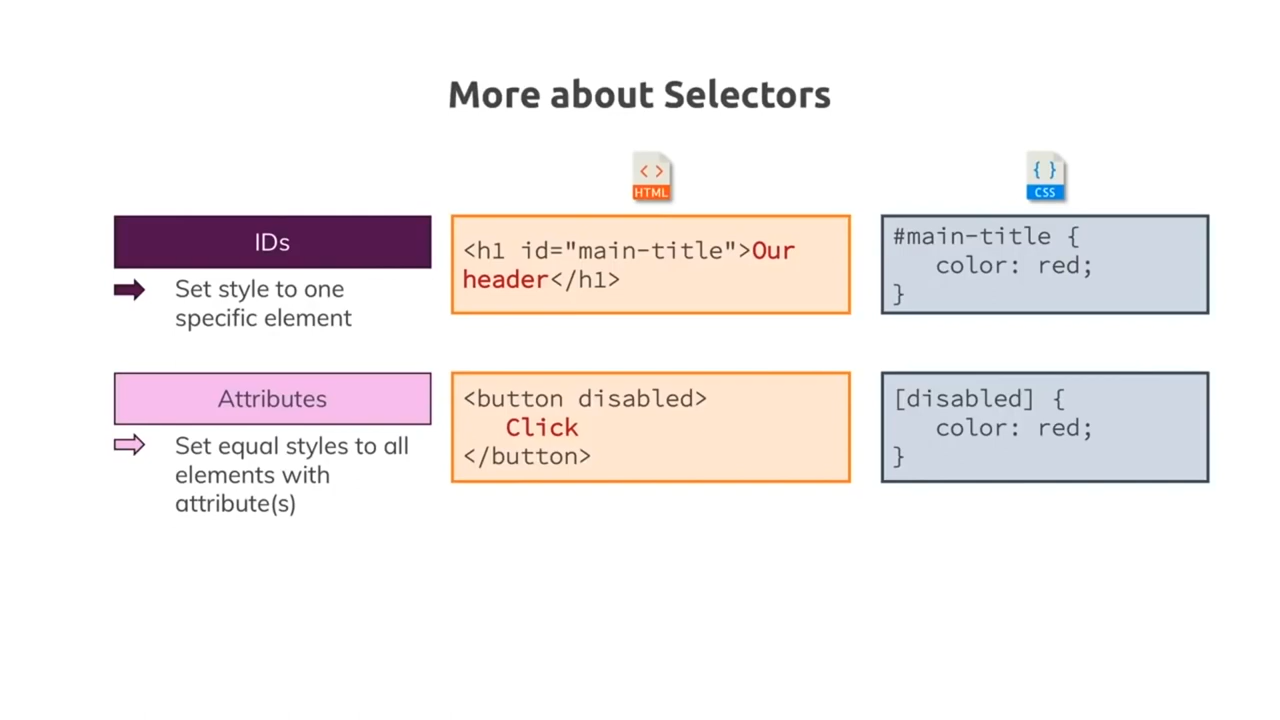 More about Selectors
< >
HTML
{ }
CSS
IDs
Set style to one
specific element
<h1 id="main-title">Our
header</h1>
#main-title {
   color: red;
}
Attributes
Set equal styles to all
elements with
attribute(s)
<button disabled>
   Click
</button>
[disabled] {
   color: red;
}